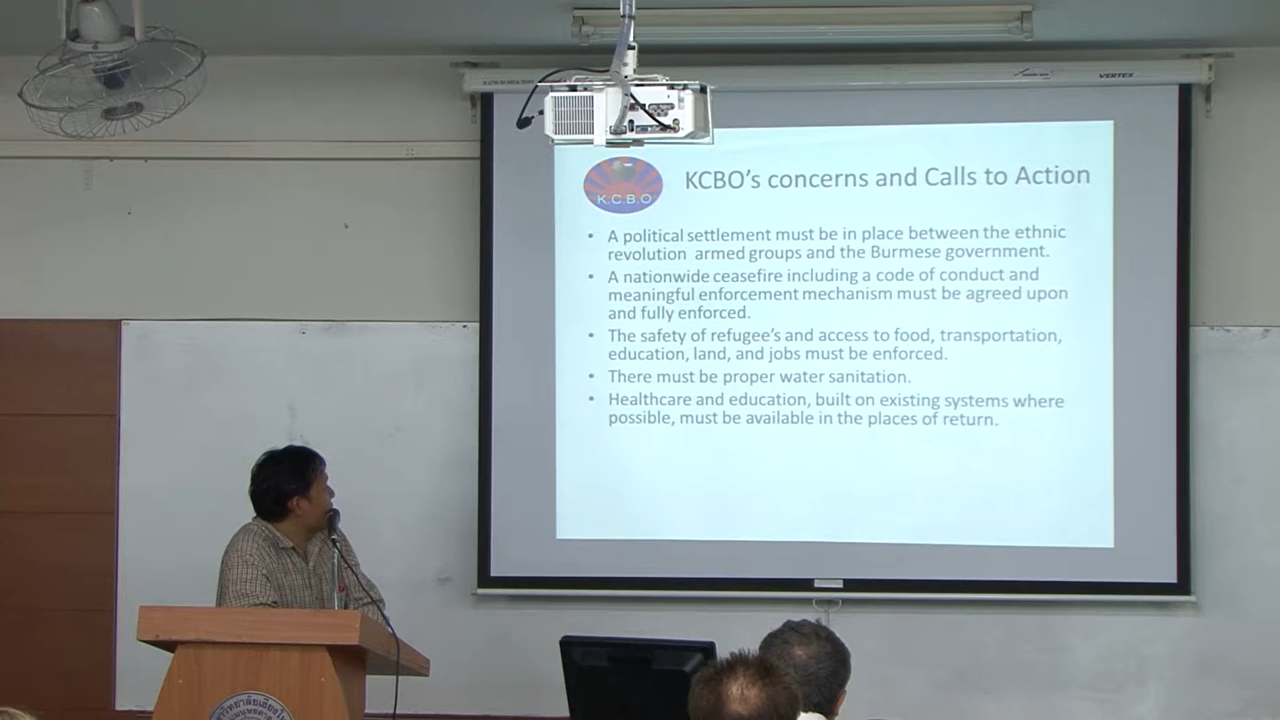 VERTEX
K.C.B.O
KCBO's concerns and Calls to Action
• A political settlement must be in place between the ethnic
revolution armed groups and the Burmese government.
• A nationwide ceasefire including a code of conduct and
meaningful enforcement mechanism must be agreed upon
and fully enforced.
• The safety of refugee's and access to food, transportation,
education, land, and jobs must be enforced.
• There must be proper water sanitation.
• Healthcare and education, built on existing systems where
possible, must be available in the places of return.